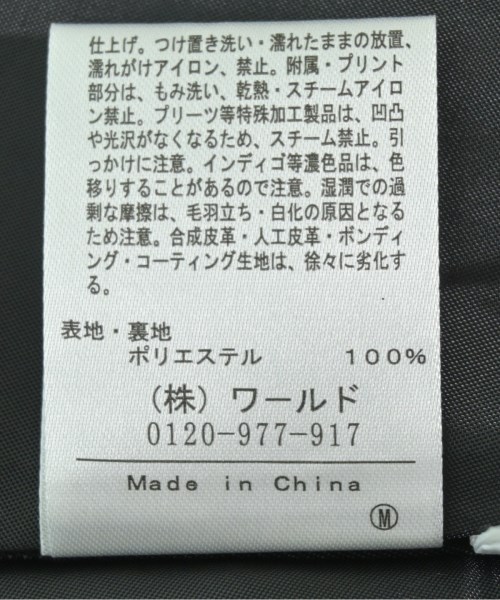 仕上げ。つけ置き洗い・濡れたままの放置、
濡れがけアイロン、禁止。附属・プリント
部分は、もみ洗い、乾熱・スチームアイロ
ン禁止。プリーツ等特殊加工製品は、凹凸
や光沢がなくなるため、スチーム禁止。引
っかけに注意。インディゴ等濃色品は、色
移りすることがあるので注意。湿潤での過
剰な摩擦は、毛羽立ち・白化の原因となる
ため注意。合成皮革・人工皮革・ボンディ
ング・コーティング生地は、徐々に劣化す
る。
表地・裏地
ポリエステル 100%
(株)ワールド
0120-977-917
Made in China
Ⓜ